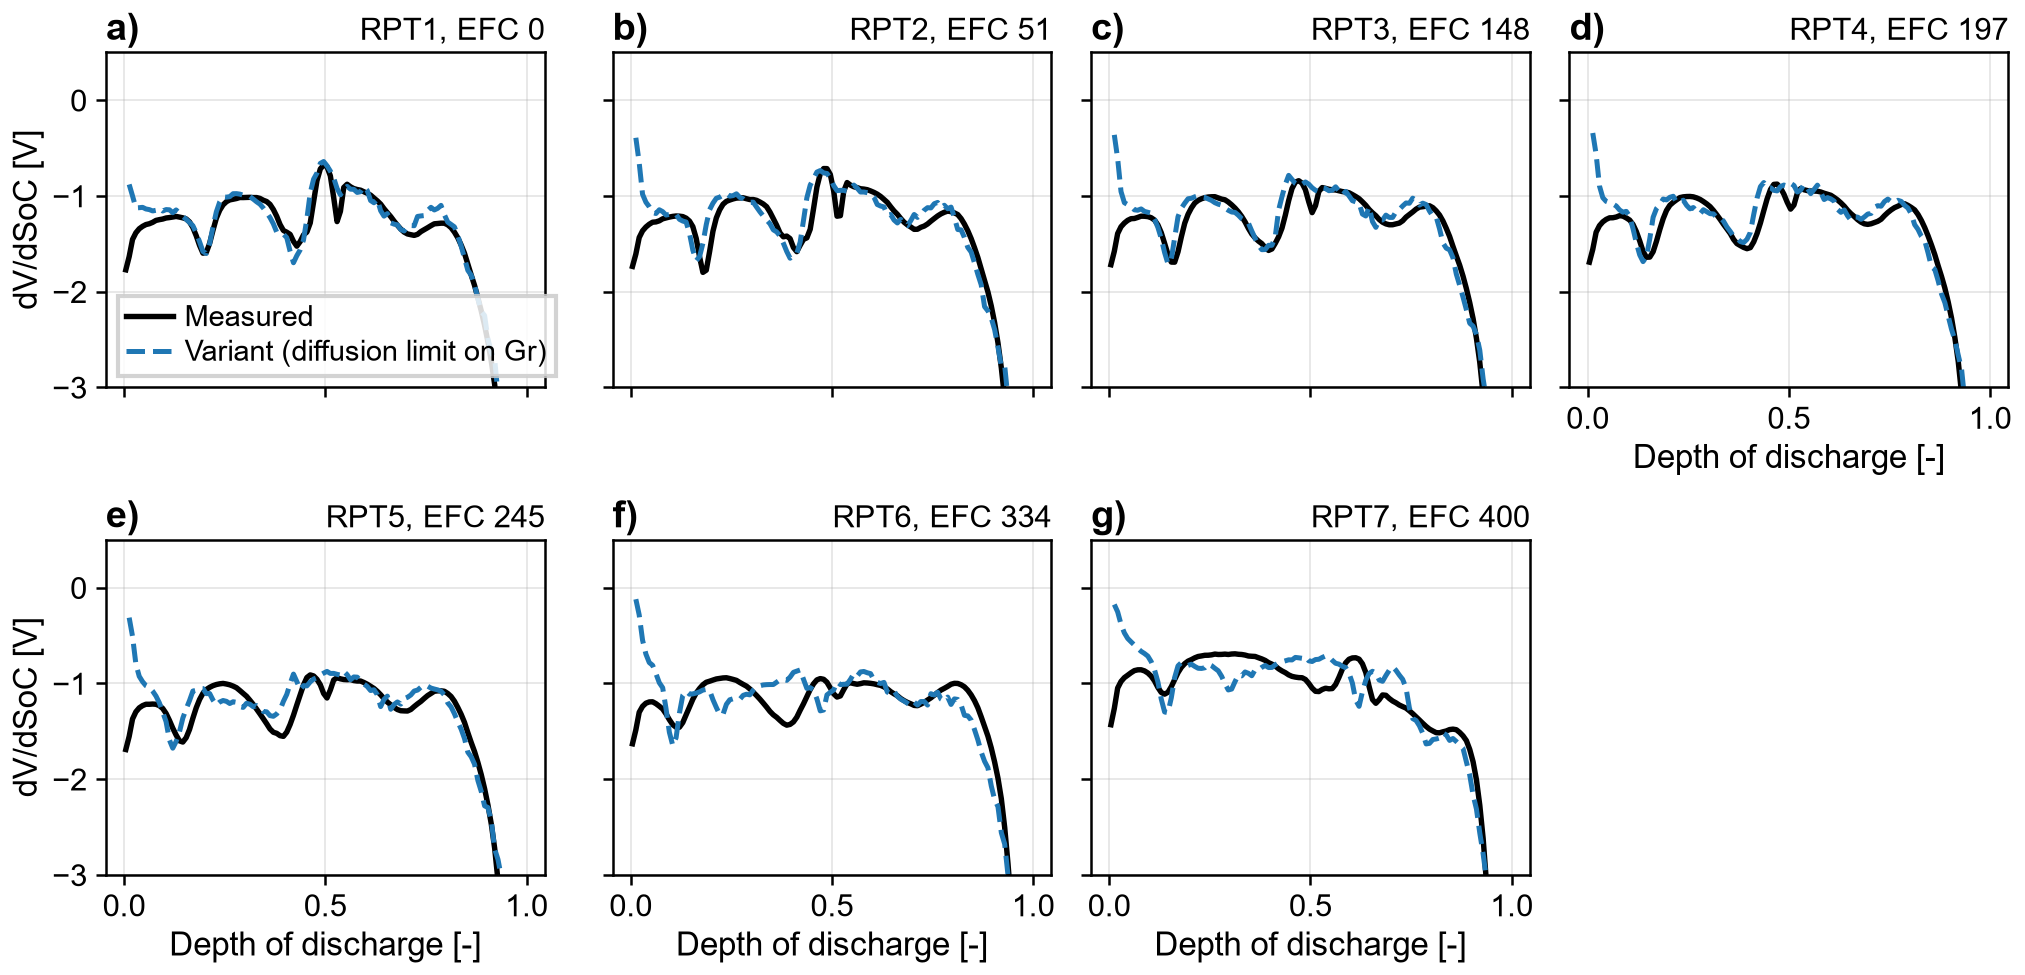 a) RPT1, EFC 0
b) RPT2, EFC 51
c) RPT3, EFC 148
d) RPT4, EFC 197
dV/dSoC [V]
0
−1
−2
−3
Measured
Variant (diffusion limit on Gr)
0.0 0.5 1.0
Depth of discharge [-]
e) RPT5, EFC 245
f) RPT6, EFC 334
g) RPT7, EFC 400
dV/dSoC [V]
0
−1
−2
−3
0.0 0.5 1.0
0.0 0.5 1.0
0.0 0.5 1.0
Depth of discharge [-]
Depth of discharge [-]
Depth of discharge [-]